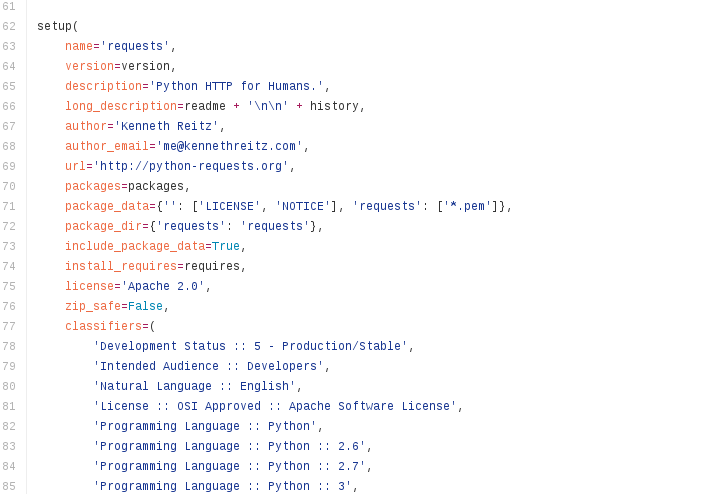 61
62 setup(
63     name='requests',
64     version=version,
65     description='Python HTTP for Humans.',
66     long_description=readme + '\n\n' + history,
67     author='Kenneth Reitz',
68     author_email='me@kennethreitz.com',
69     url='http://python-requests.org',
70     packages=packages,
71     package_data={'': ['LICENSE', 'NOTICE'], 'requests': ['*.pem']},
72     package_dir={'requests': 'requests'},
73     include_package_data=True,
74     install_requires=requires,
75     license='Apache 2.0',
76     zip_safe=False,
77     classifiers=(
78         'Development Status :: 5 - Production/Stable',
79         'Intended Audience :: Developers',
80         'Natural Language :: English',
81         'License :: OSI Approved :: Apache Software License',
82         'Programming Language :: Python',
83         'Programming Language :: Python :: 2.6',
84         'Programming Language :: Python :: 2.7',
85         'Programming Language :: Python :: 3',